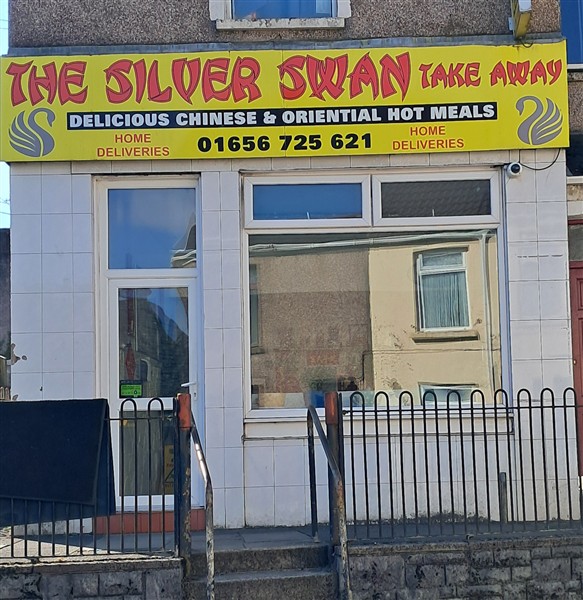 THE SILVER SWAN TAKE AWAY
DELICIOUS CHINESE & ORIENTIAL HOT MEALS
HOME DELIVERIES 01656 725 621 HOME DELIVERIES